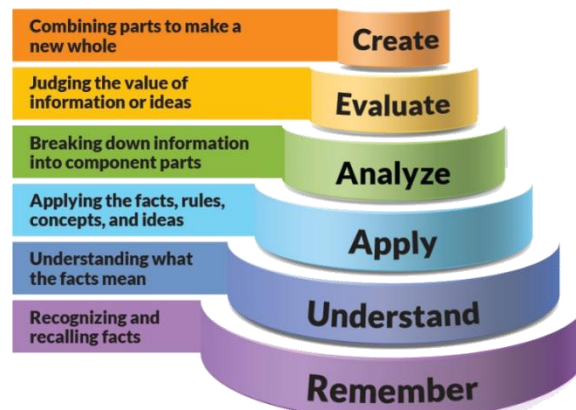 Combining parts to make a
new whole
Create
Judging the value of
information or ideas
Evaluate
Breaking down information
into component parts
Analyze
Applying the facts, rules,
concepts, and ideas
Apply
Understanding what
the facts mean
Understand
Recognizing and
recalling facts
Remember